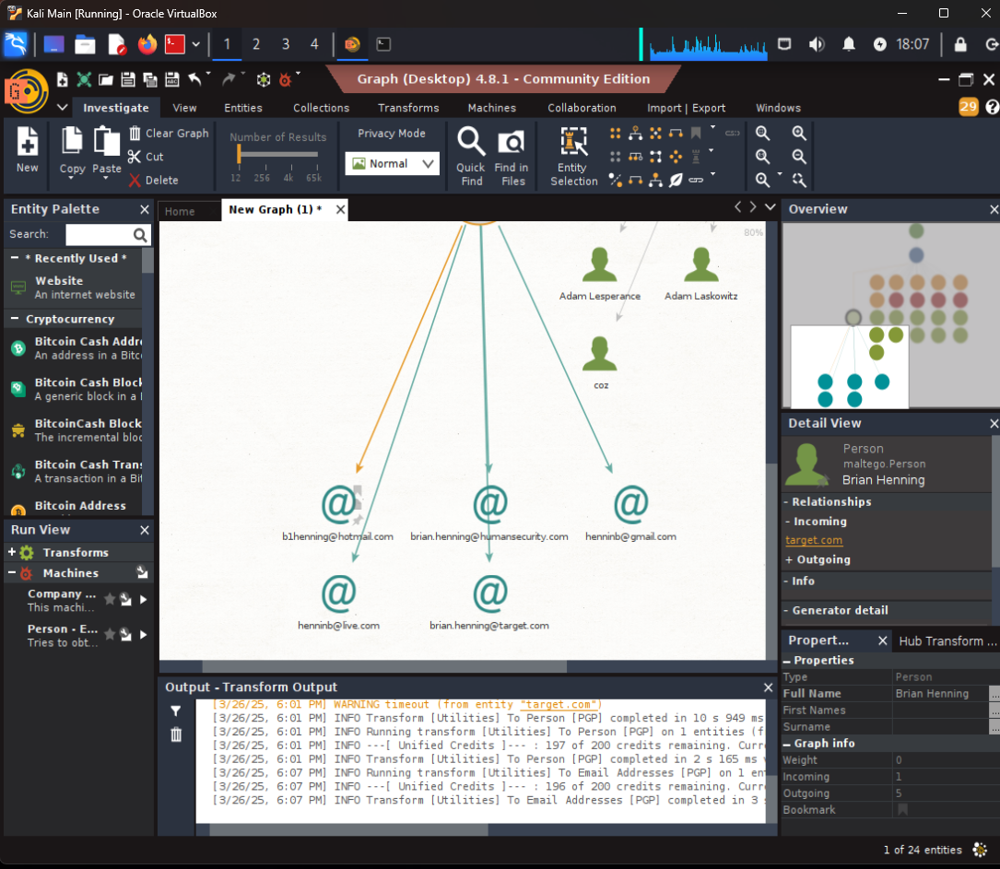 Kali Main [Running] - Oracle VirtualBox
1 2 3 4
18:07
Graph (Desktop) 4.8.1 - Community Edition
Investigate View Entities Collections Transforms Machines Collaboration Import | Export Windows
29
New
Copy Paste
Clear Graph
Cut
Delete
Number of Results
12 256 4k 65k
Privacy Mode
Normal
Quick Find
Find in Files
Entity Selection
Entity Palette
Search:
* Recently Used *
Website
An internet website
Cryptocurrency
Bitcoin Cash Addr
An address in a Bitc
Bitcoin Cash Block
A generic block in a
BitcoinCash Block
The incremental bloc
Bitcoin Cash Trans
A transaction in a Bit
Bitcoin Address
Run View
+ Transforms
- Machines
Company ...
This machi...
Person - E...
Tries to obt...
Home
New Graph (1) *
80%
Adam Lesperance
Adam Laskowitz
coz
b1henning@hotmail.com
brian.henning@humansecurity.com
henninb@gmail.com
henninb@live.com
brian.henning@target.com
Output - Transform Output
[3/26/25, 6:01 PM] WARNING timeout (from entity "target.com")
[3/26/25, 6:01 PM] INFO Transform [Utilities] To Person [PGP] completed in 10 s 949 ms
[3/26/25, 6:01 PM] INFO Running transform [Utilities] To Person [PGP] on 1 entities (f
[3/26/25, 6:01 PM] INFO ---[ Unified Credits ]--- : 197 of 200 credits remaining. Curre
[3/26/25, 6:01 PM] INFO Transform [Utilities] To Person [PGP] completed in 2 s 165 ms
[3/26/25, 6:07 PM] INFO Running transform [Utilities] To Email Addresses [PGP] on 1 en
[3/26/25, 6:07 PM] INFO ---[ Unified Credits ]--- : 196 of 200 credits remaining. Curre
[3/26/25, 6:07 PM] INFO Transform [Utilities] To Email Addresses [PGP] completed in 3 s
Overview
Detail View
Person
maltego.Person
Brian Henning
- Relationships
- Incoming
target.com
+ Outgoing
- Info
- Generator detail
Propert...
Hub Transform ...
Properties
Type Person
Full Name Brian Henning
First Names
Surname
Graph info
Weight 0
Incoming 1
Outgoing 5
Bookmark
1 of 24 entities